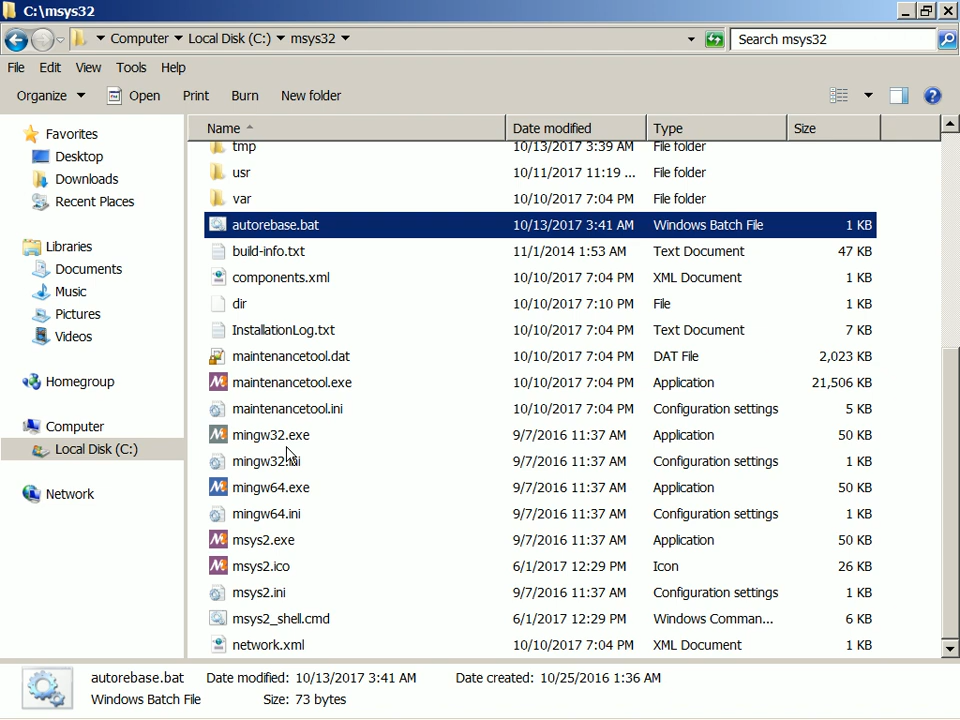 C:\msys32
Computer Local Disk (C:) msys32 Search msys32
File Edit View Tools Help
Organize Open Print Burn New folder
Name Date modified Type Size
Favorites
Desktop
Downloads
Recent Places
Libraries
Documents
Music
Pictures
Videos
Homegroup
Computer
Local Disk (C:)
Network
tmp 10/13/2017 3:39 AM File folder
usr 10/11/2017 11:19 ... File folder
var 10/10/2017 7:04 PM File folder
autorebase.bat 10/13/2017 3:41 AM Windows Batch File 1 KB
build-info.txt 11/1/2014 1:53 AM Text Document 47 KB
components.xml 10/10/2017 7:04 PM XML Document 1 KB
dir 10/10/2017 7:10 PM File 1 KB
InstallationLog.txt 10/10/2017 7:04 PM Text Document 7 KB
maintenancetool.dat 10/10/2017 7:04 PM DAT File 2,023 KB
maintenancetool.exe 10/10/2017 7:04 PM Application 21,506 KB
maintenancetool.ini 10/10/2017 7:04 PM Configuration settings 5 KB
mingw32.exe 9/7/2016 11:37 AM Application 50 KB
mingw32.ini 9/7/2016 11:37 AM Configuration settings 1 KB
mingw64.exe 9/7/2016 11:37 AM Application 50 KB
mingw64.ini 9/7/2016 11:37 AM Configuration settings 1 KB
msys2.exe 9/7/2016 11:37 AM Application 50 KB
msys2.ico 6/1/2017 12:29 PM Icon 26 KB
msys2.ini 9/7/2016 11:37 AM Configuration settings 1 KB
msys2_shell.cmd 6/1/2017 12:29 PM Windows Comman... 6 KB
network.xml 10/10/2017 7:04 PM XML Document 1 KB
autorebase.bat Date modified: 10/13/2017 3:41 AM Date created: 10/25/2016 1:36 AM
Windows Batch File Size: 73 bytes